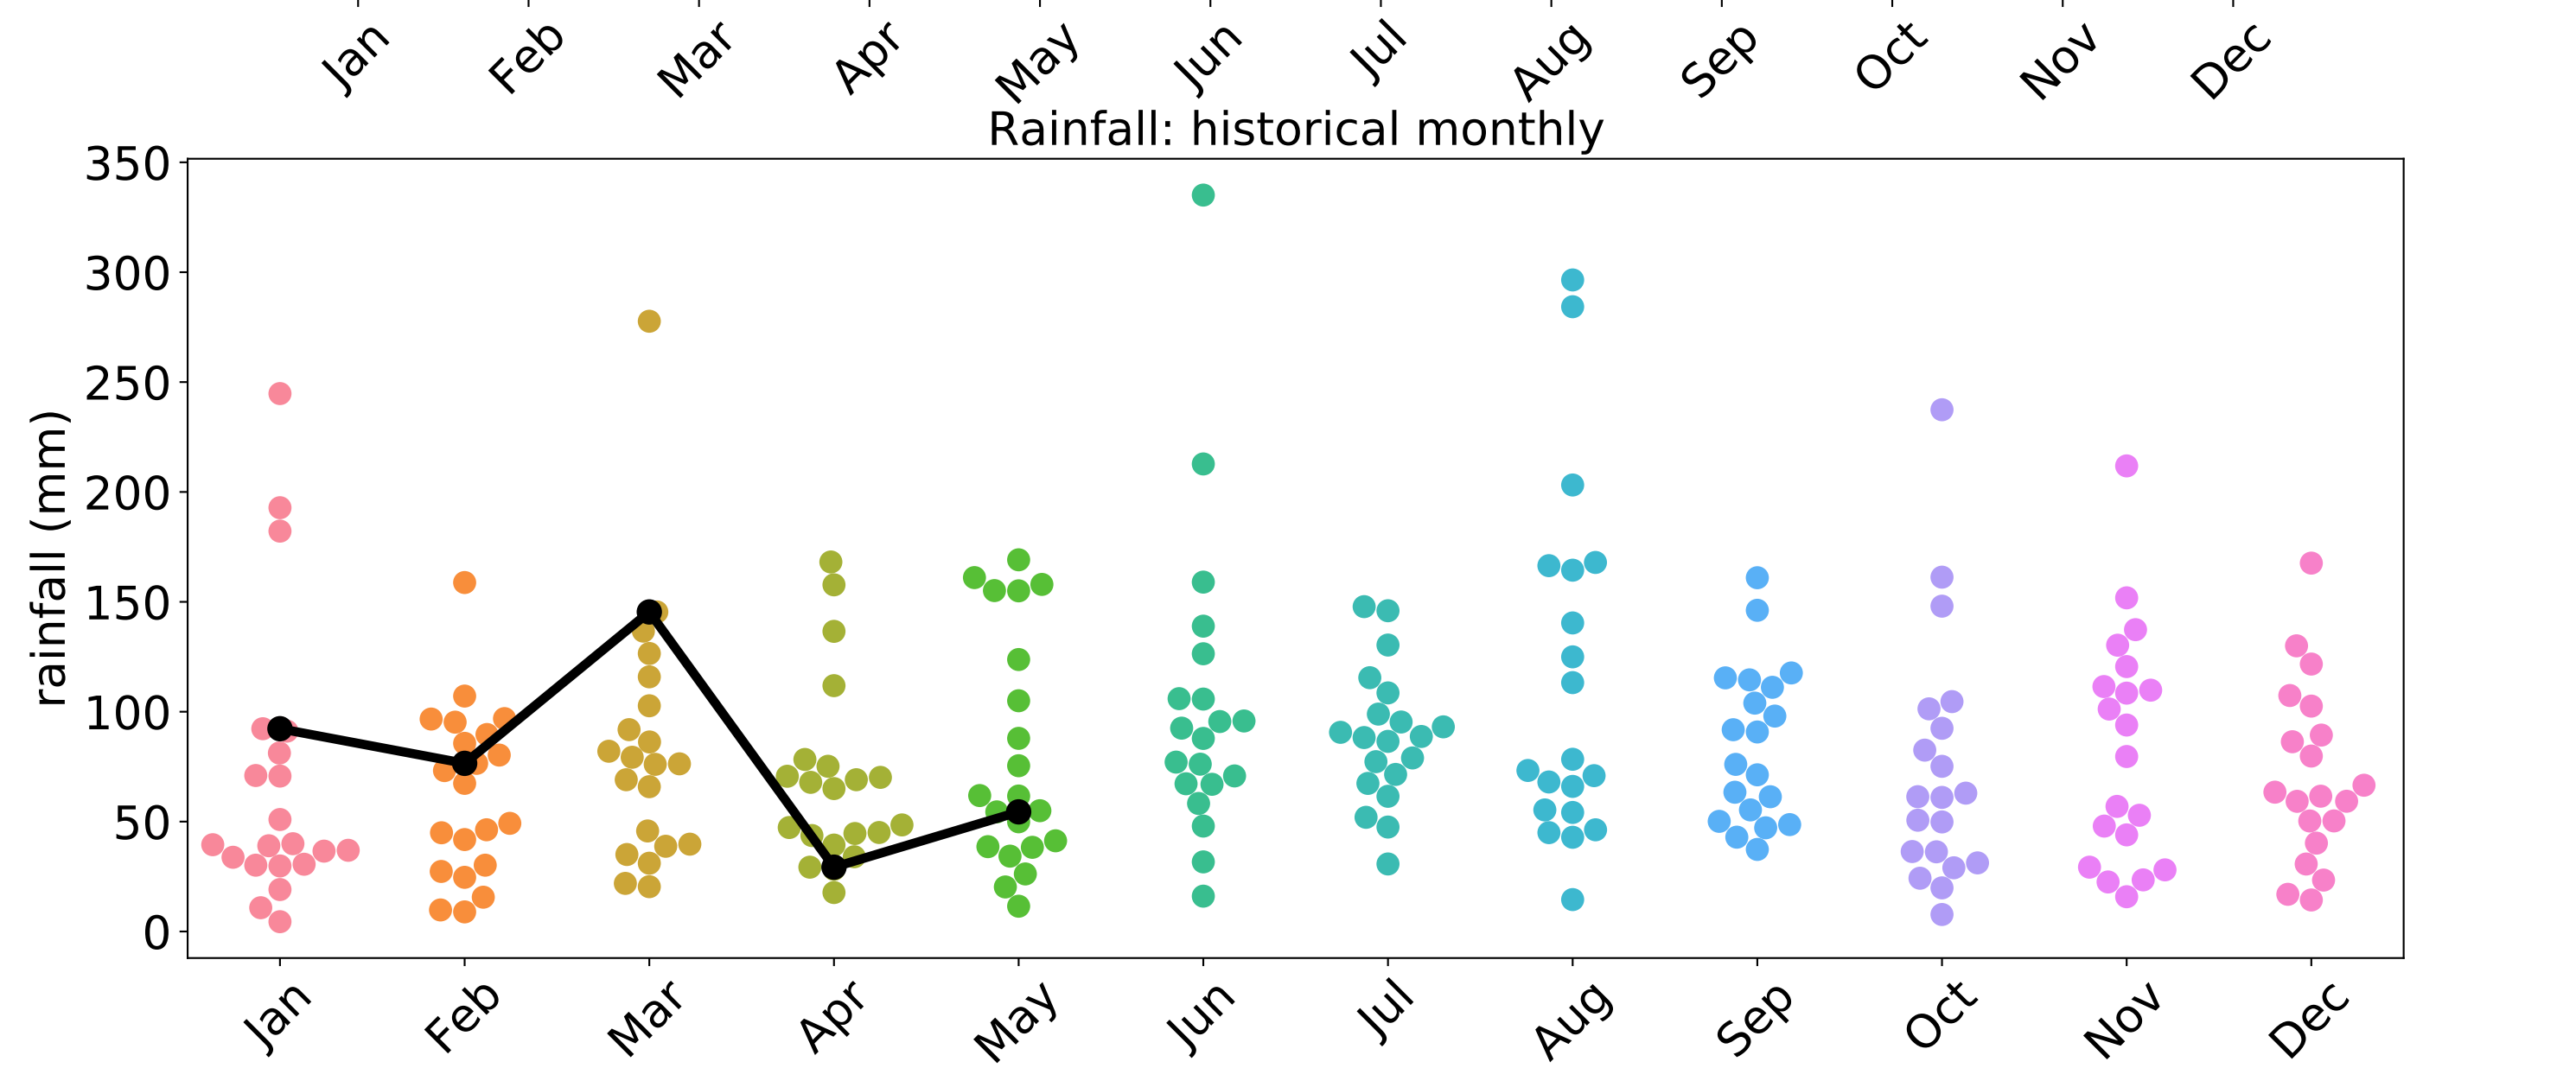 Jan Feb Mar Apr May Jun Jul Aug Sep Oct Nov Dec
Rainfall: historical monthly
350
300
250
200
150
100
50
0
rainfall (mm)
Jan Feb Mar Apr May Jun Jul Aug Sep Oct Nov Dec